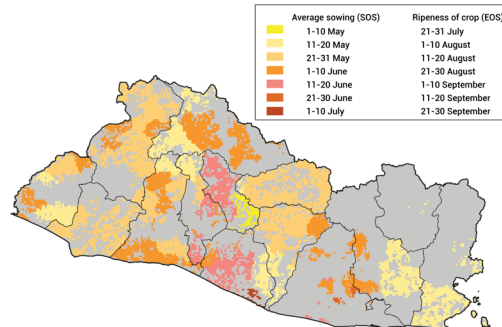 Average sowing (SOS) Ripeness of crop (EOS)
1-10 May 21-31 July
11-20 May 1-10 August
21-31 May 11-20 August
1-10 June 21-30 August
11-20 June 1-10 September
21-30 June 11-20 September
1-10 July 21-30 September